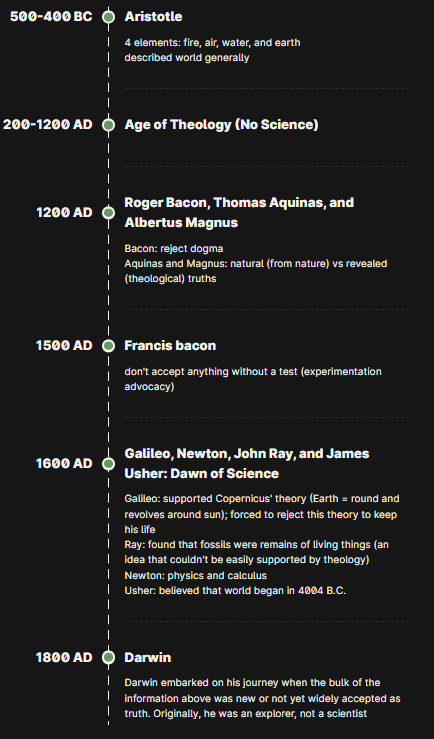 500-400 BC
Aristotle
4 elements: fire, air, water, and earth
described world generally
200-1200 AD
Age of Theology (No Science)
1200 AD
Roger Bacon, Thomas Aquinas, and
Albertus Magnus
Bacon: reject dogma
Aquinas and Magnus: natural (from nature) vs revealed
(theological) truths
1500 AD
Francis bacon
don't accept anything without a test (experimentation
advocacy)
1600 AD
Galileo, Newton, John Ray, and James
Usher: Dawn of Science
Galileo: supported Copernicus' theory (Earth = round and
revolves around sun); forced to reject this theory to keep
his life
Ray: found that fossils were remains of living things (an
idea that couldn't be easily supported by theology)
Newton: physics and calculus
Usher: believed that world began in 4004 B.C.
1800 AD
Darwin
Darwin embarked on his journey when the bulk of the
information above was new or not yet widely accepted as
truth. Originally, he was an explorer, not a scientist